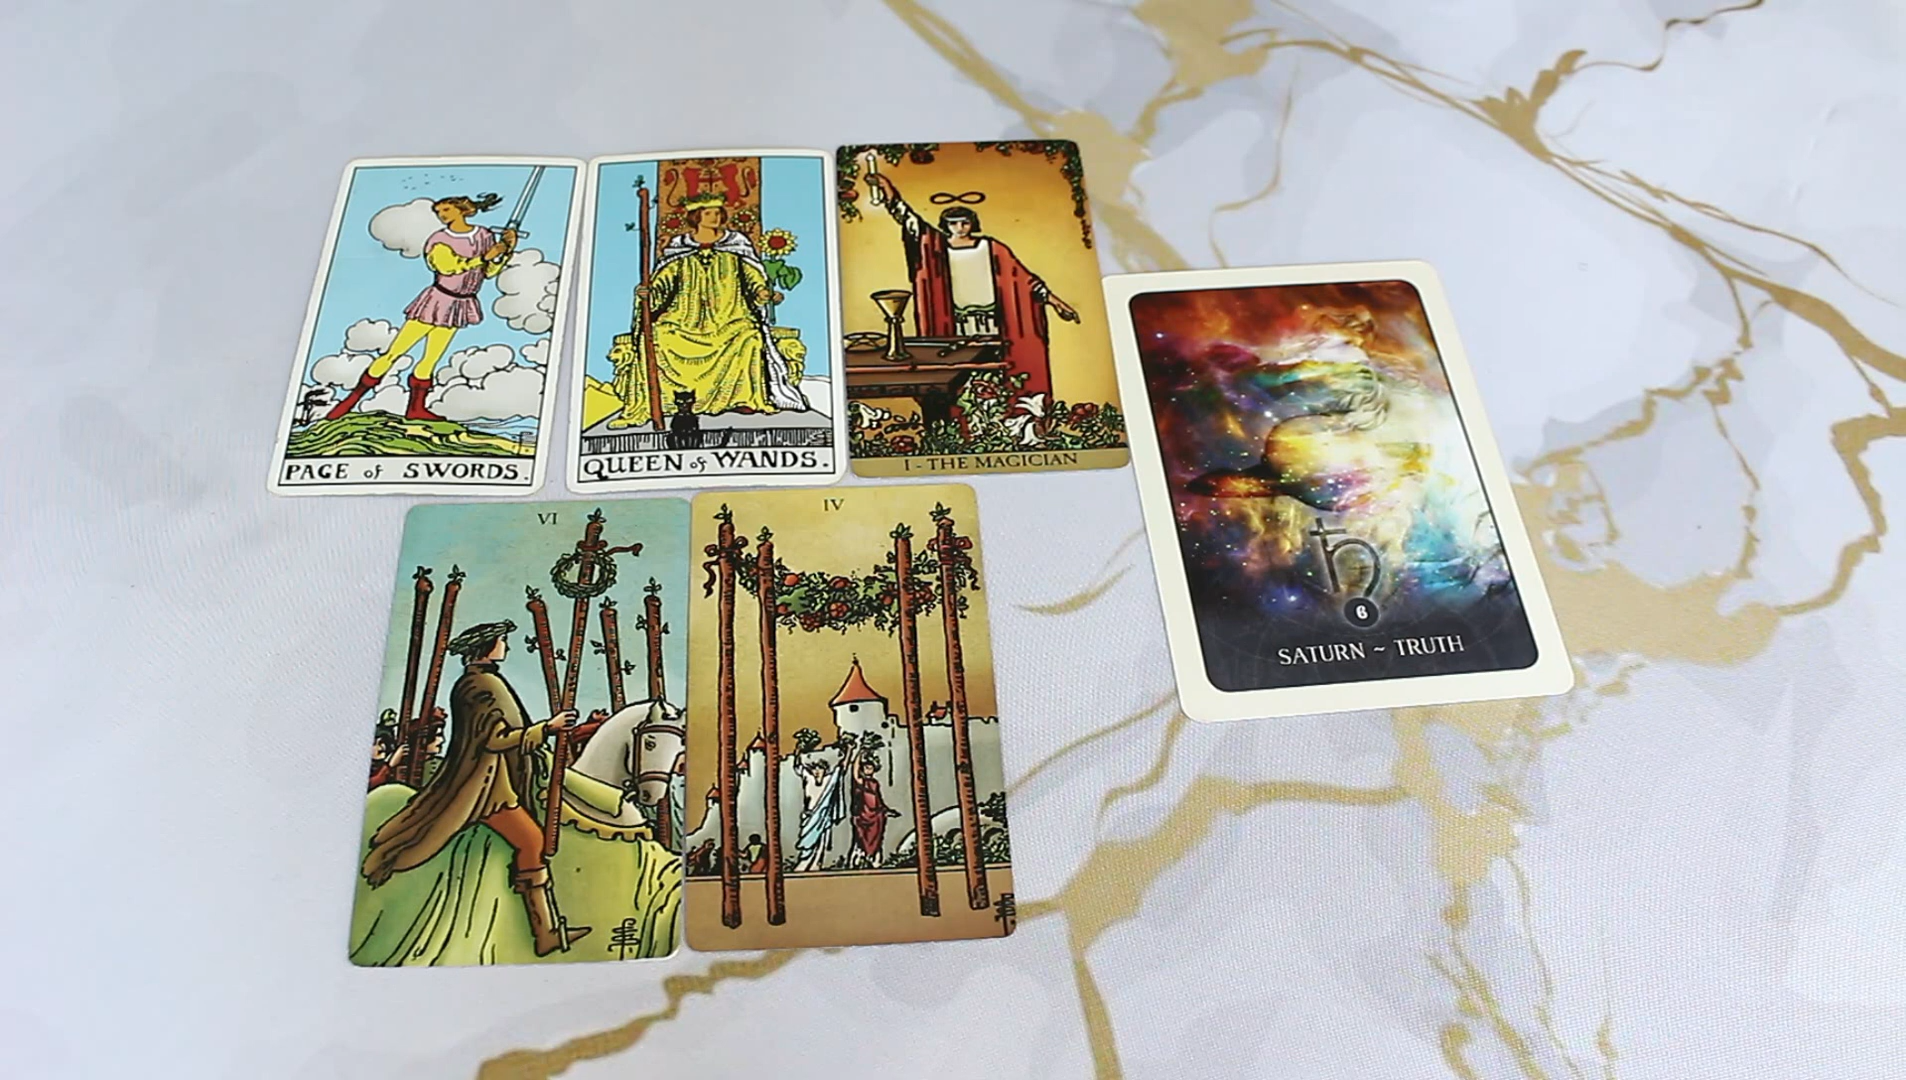 PAGE of SWORDS.
QUEEN of WANDS.
I - THE MAGICIAN
VI
IV
6
SATURN ~ TRUTH